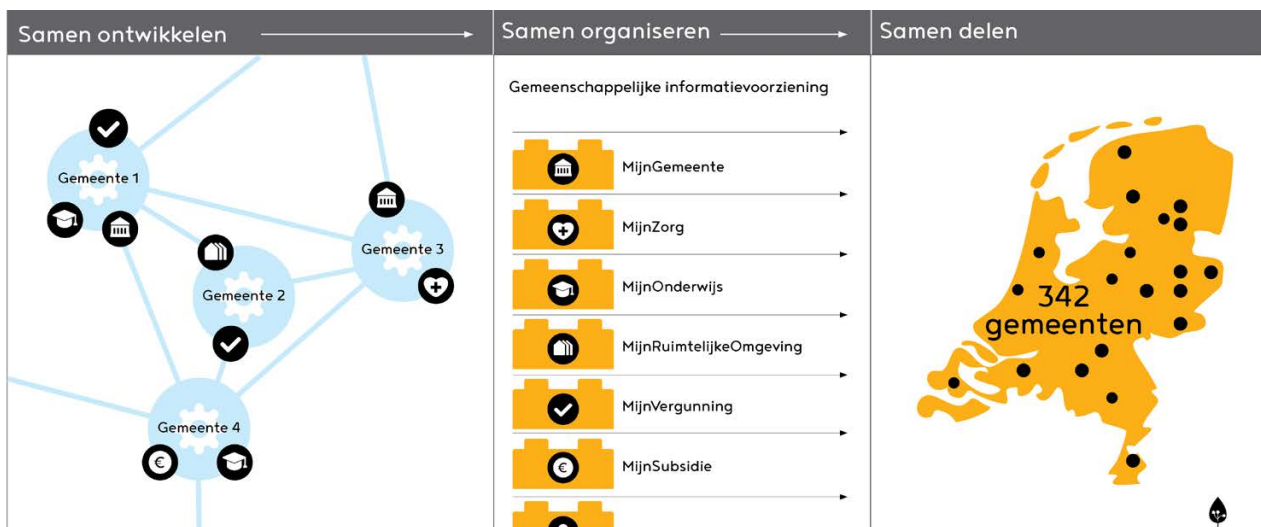 Samen ontwikkelen
Samen organiseren
Samen delen
Gemeente 1
Gemeente 2
Gemeente 3
Gemeente 4
€
Gemeenschappelijke informatievoorziening
MijnGemeente
MijnZorg
MijnOnderwijs
MijnRuimtelijkeOmgeving
MijnVergunning
€
MijnSubsidie
342
gemeenten